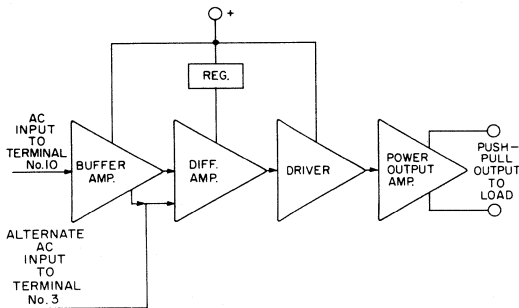 +
REG.
AC
INPUT
TO
TERMINAL
No.10
BUFFER
AMP.
DIFF.
AMP.
DRIVER
POWER
OUTPUT
AMP.
PUSH-
PULL
OUTPUT
TO
LOAD
ALTERNATE
AC
INPUT
TO
TERMINAL
No. 3